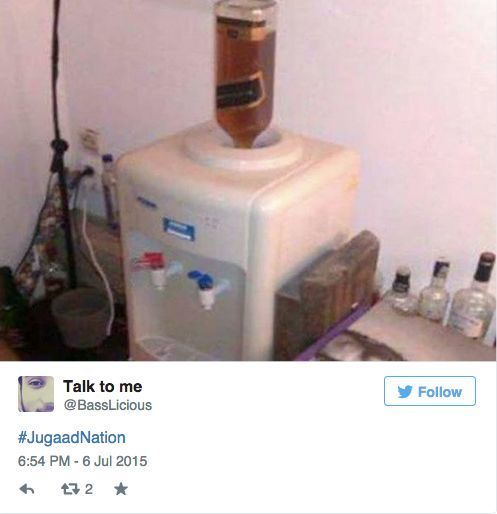 Talk to me
@BassLicious
Follow
#JugaadNation
6:54 PM - 6 Jul 2015
2